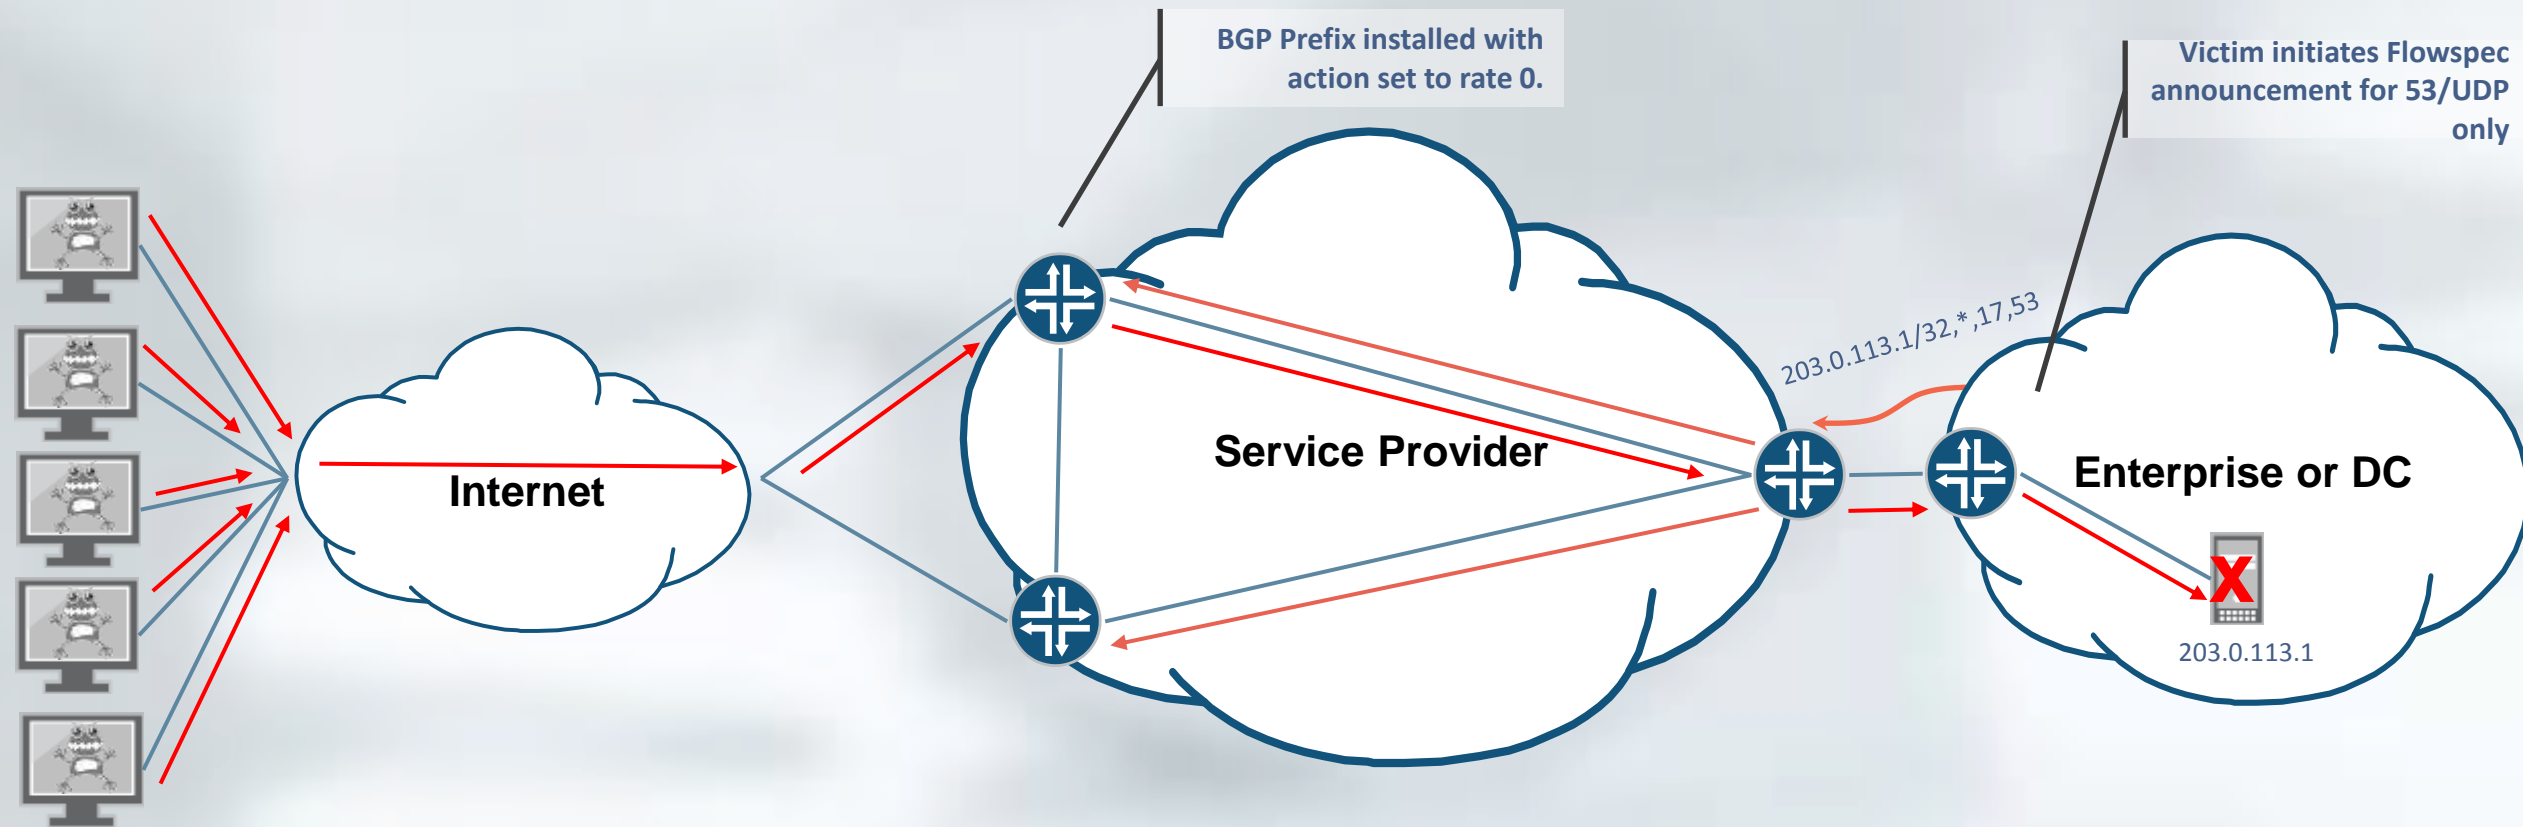 BGP Prefix installed with
action set to rate 0.
Victim initiates Flowspec
announcement for 53/UDP
only
203.0.113.1/32,*,17,53
Service Provider
Enterprise or DC
Internet
X
203.0.113.1